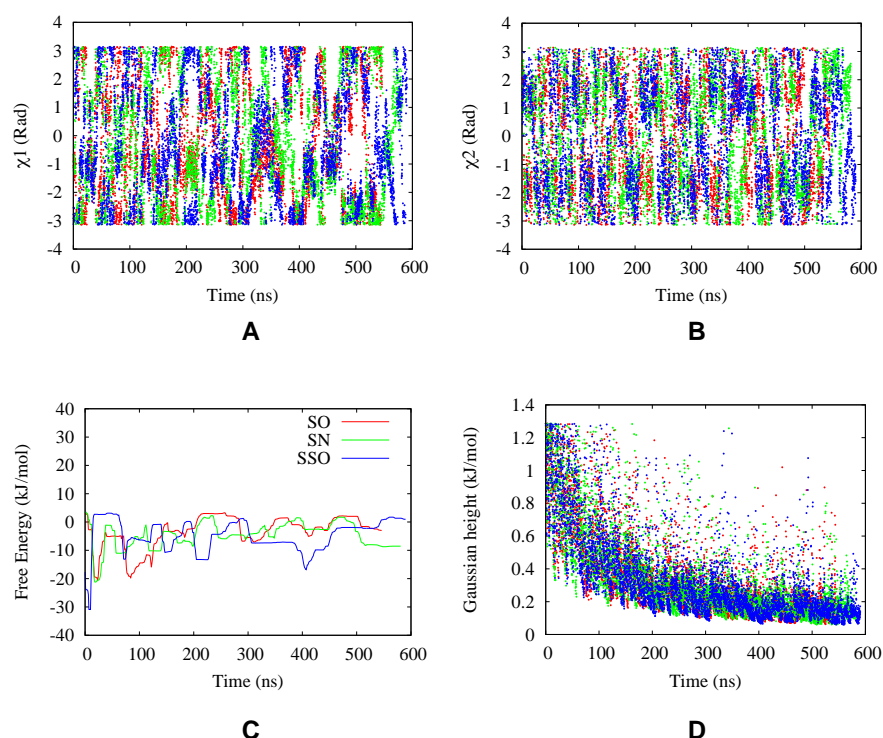 4
3
2
1
0
-1
-2
-3
-4
χ1 (Rad)
0 100 200 300 400 500 600
Time (ns)
A
4
3
2
1
0
-1
-2
-3
-4
χ2 (Rad)
0 100 200 300 400 500 600
Time (ns)
B
40
30
20
10
0
-10
-20
-30
-40
Free Energy (kJ/mol)
SO
SN
SSO
0 100 200 300 400 500 600
Time (ns)
C
1.4
1.2
1
0.8
0.6
0.4
0.2
0
Gaussian height (kJ/mol)
0 100 200 300 400 500 600
Time (ns)
D